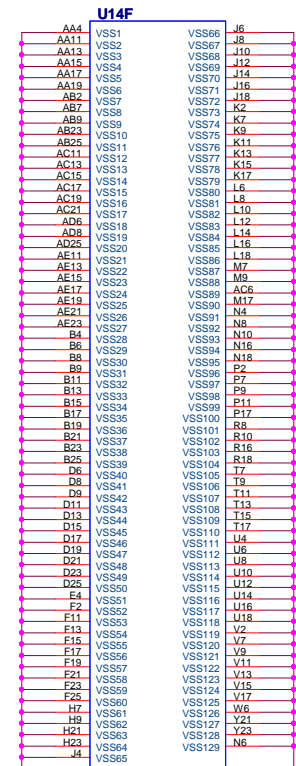 U14F
AA4 VSS1 VSS66 J6
AA11 VSS2 VSS67 J8
AA13 VSS3 VSS68 J10
AA15 VSS4 VSS69 J12
AA17 VSS5 VSS70 J14
AA19 VSS6 VSS71 J16
AB2 VSS7 VSS72 J18
AB7 VSS8 VSS73 K2
AB9 VSS9 VSS74 K7
AB23 VSS10 VSS75 K9
AB25 VSS11 VSS76 K11
AC11 VSS12 VSS77 K13
AC13 VSS13 VSS78 K15
AC15 VSS14 VSS79 K17
AC17 VSS15 VSS80 L6
AC19 VSS16 VSS81 L8
AC21 VSS17 VSS82 L10
AD6 VSS18 VSS83 L12
AD8 VSS19 VSS84 L14
AD25 VSS20 VSS85 L16
AE11 VSS21 VSS86 L18
AE13 VSS22 VSS87 M7
AE15 VSS23 VSS88 M9
AE17 VSS24 VSS89 AC6
AE19 VSS25 VSS90 M17
AE21 VSS26 VSS91 N4
AE23 VSS27 VSS92 N8
B4 VSS28 VSS93 N10
B6 VSS29 VSS94 N16
B8 VSS30 VSS95 N18
B9 VSS31 VSS96 P2
B11 VSS32 VSS97 P7
B13 VSS33 VSS98 P9
B15 VSS34 VSS99 P11
B17 VSS35 VSS100 P17
B19 VSS36 VSS101 R8
B21 VSS37 VSS102 R10
B23 VSS38 VSS103 R16
B25 VSS39 VSS104 R18
D6 VSS40 VSS105 T7
D8 VSS41 VSS106 T9
D9 VSS42 VSS107 T11
D11 VSS43 VSS108 T13
D13 VSS44 VSS109 T15
D15 VSS45 VSS110 T17
D17 VSS46 VSS111 U4
D19 VSS47 VSS112 U6
D21 VSS48 VSS113 U8
D23 VSS49 VSS114 U10
D25 VSS50 VSS115 U12
E4 VSS51 VSS116 U14
F2 VSS52 VSS117 U16
F11 VSS53 VSS118 U18
F13 VSS54 VSS119 V2
F15 VSS55 VSS120 V7
F17 VSS56 VSS121 V9
F19 VSS57 VSS122 V11
F21 VSS58 VSS123 V13
F23 VSS59 VSS124 V15
F25 VSS60 VSS125 V17
H7 VSS61 VSS126 W6
H9 VSS62 VSS127 Y21
H21 VSS63 VSS128 Y23
H23 VSS64 VSS129 N6
J4 VSS65